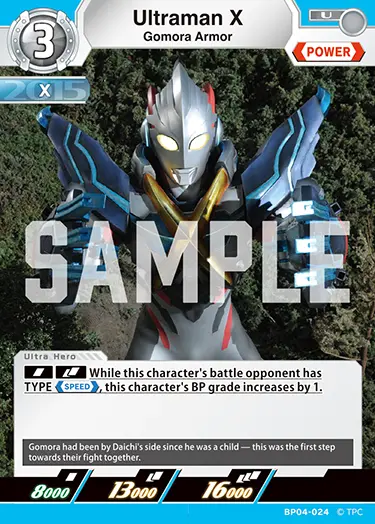 3
Ultraman X
Gomora Armor
U
POWER
2015
X
SAMPLE
Ultra Hero
While this character's battle opponent has
TYPE SPEED, this character's BP grade increases by 1.
Gomora had been by Daichi's side since he was a child — this was the first step
towards their fight together.
8000
13000
16000
BP04-024 © TPC